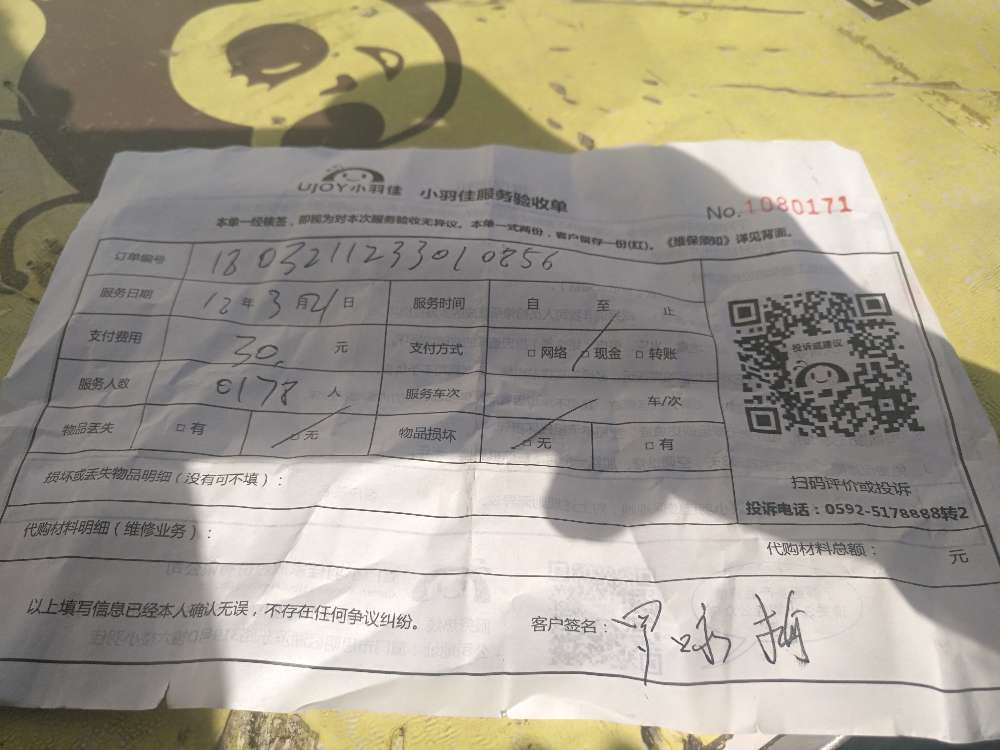 UJOY小羽佳 小羽佳服务验收单
No.1080171
本单一经核签，即视为对本次服务验收无异议。本单一式两份，客户留存一份(红)。《维保须知》详见背面。
订单编号 180321123301 0856
服务日期 18年3月21日 服务时间 自 至 止
支付费用 30. 元 支付方式 □网络 □现金 □转账
服务人数 0178 人 服务车次 车/次
物品丢失 □有 □无 物品损坏 □无 □有
投诉或建议
扫码评价或投诉
投诉电话：0592-5178888转2
损坏或丢失物品明细（没有可不填）：
代购材料明细（维修业务）：
代购材料总额： 元
以上填写信息已经本人确认无误，不存在任何争议纠纷。
客户签名：